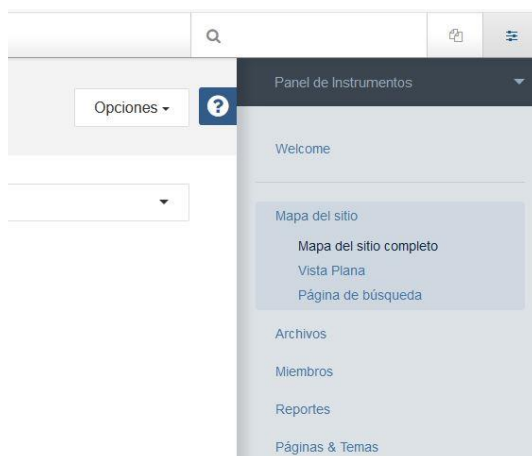 Panel de Instrumentos
Opciones
?
Welcome
Mapa del sitio
Mapa del sitio completo
Vista Plana
Página de búsqueda
Archivos
Miembros
Reportes
Páginas & Temas